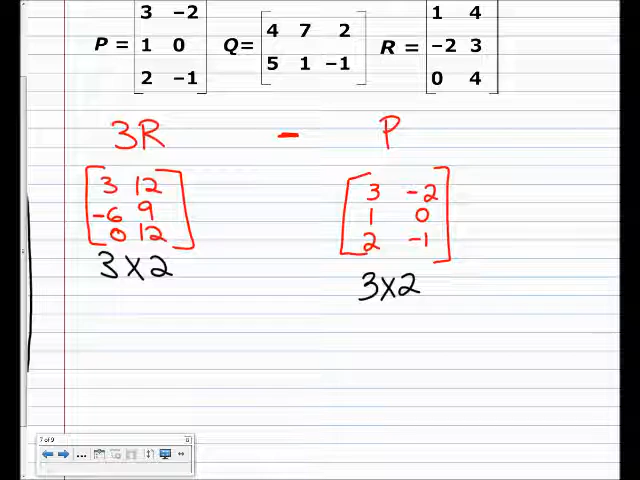 3 −2 4 7 2 1 4
P = 1 0 Q= R = −2 3
2 −1 5 1 −1 0 4
3R - P
3 12 3 -2
-6 9 1 0
0 12 2 -1
3x2 3x2
7 of 9
...